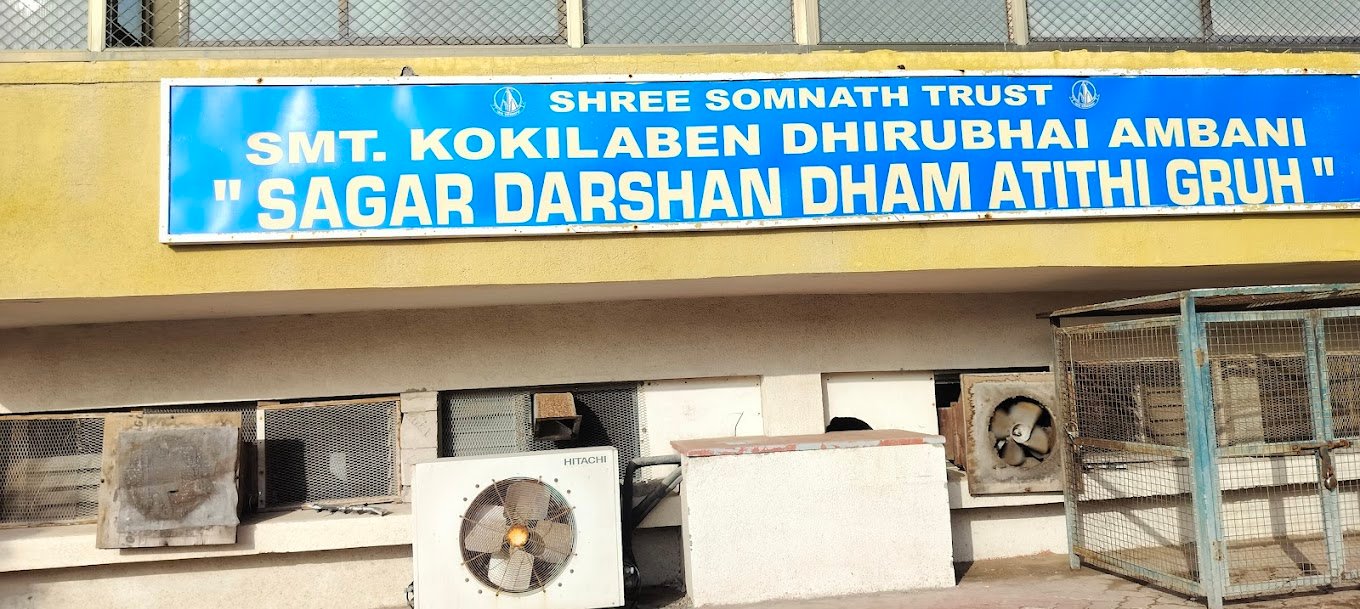 SHREE SOMNATH TRUST
SMT. KOKILABEN DHIRUBHAI AMBANI
" SAGAR DARSHAN DHAM ATITHI GRUH "
HITACHI